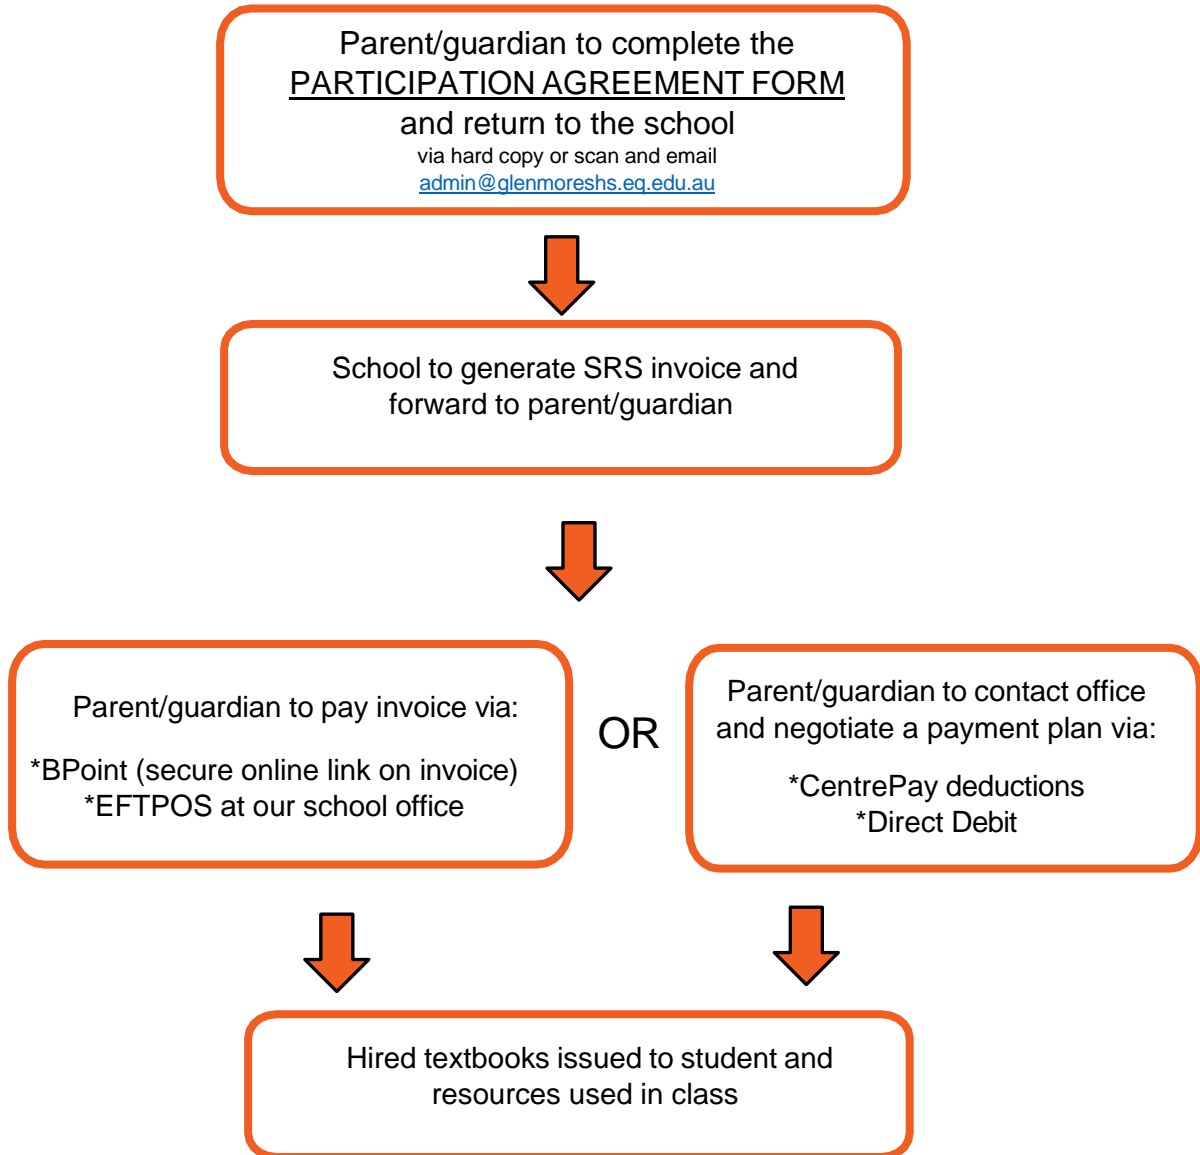 Parent/guardian to complete the
PARTICIPATION AGREEMENT FORM
and return to the school
via hard copy or scan and email
admin@glenmoreshs.eq.edu.au
School to generate SRS invoice and
forward to parent/guardian
Parent/guardian to pay invoice via:
*BPoint (secure online link on invoice)
*EFTPOS at our school office
OR
Parent/guardian to contact office
and negotiate a payment plan via:
*CentrePay deductions
*Direct Debit
Hired textbooks issued to student and
resources used in class